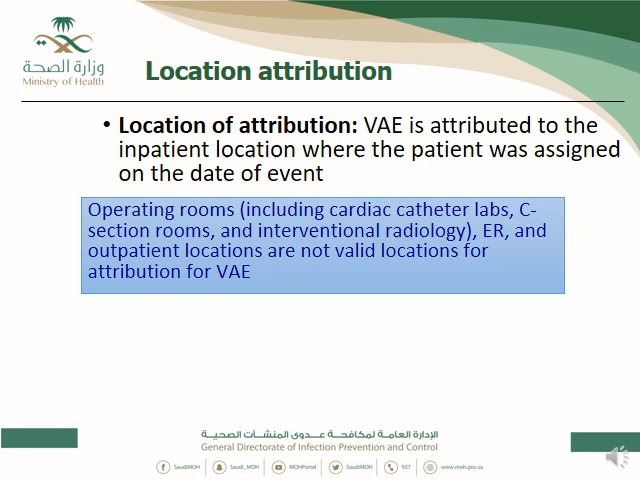 وزارة الصحة
Ministry of Health
Location attribution
• Location of attribution: VAE is attributed to the
inpatient location where the patient was assigned
on the date of event
Operating rooms (including cardiac catheter labs, C-
section rooms, and interventional radiology), ER, and
outpatient locations are not valid locations for
attribution for VAE
الإدارة العامة لمكافحة عدوى المنشآت الصحية
General Directorate of Infection Prevention and Control
SaudiMOH Saudi_MOH MOHPortal SaudiMOH 937 www.moh.gov.sa